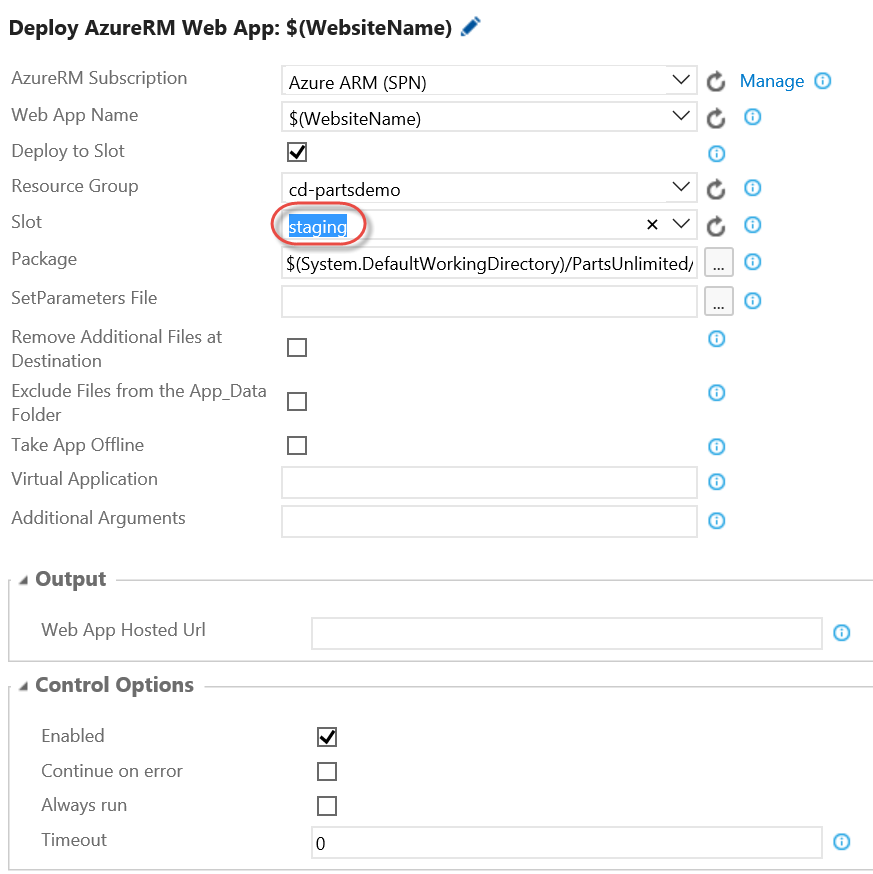 Deploy AzureRM Web App: $(WebsiteName)
AzureRM Subscription
Azure ARM (SPN)
Manage
Web App Name
$(WebsiteName)
Deploy to Slot
Resource Group
cd-partsdemo
Slot
staging
Package
$(System.DefaultWorkingDirectory)/PartsUnlimited/
...
SetParameters File
...
Remove Additional Files at
Destination
Exclude Files from the App_Data
Folder
Take App Offline
Virtual Application
Additional Arguments
Output
Web App Hosted Url
Control Options
Enabled
Continue on error
Always run
Timeout
0